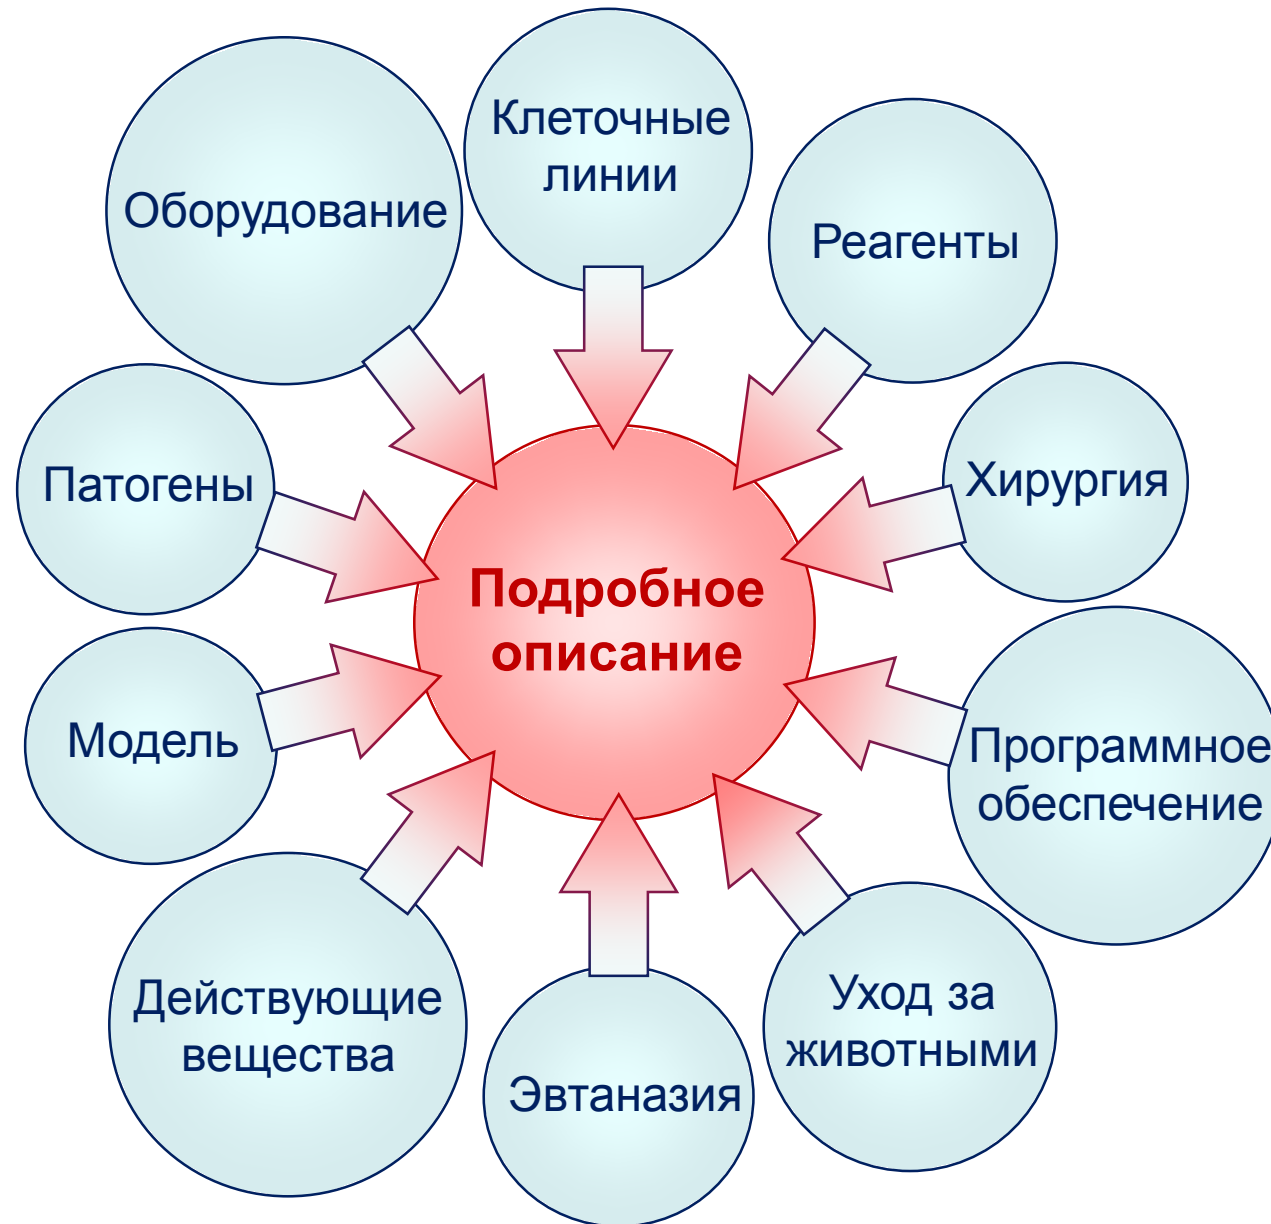 Клеточные
линии
Оборудование
Реагенты
Патогены
Хирургия
Подробное
описание
Модель
Программное
обеспечение
Действующие
вещества
Уход за
животными
Эвтаназия